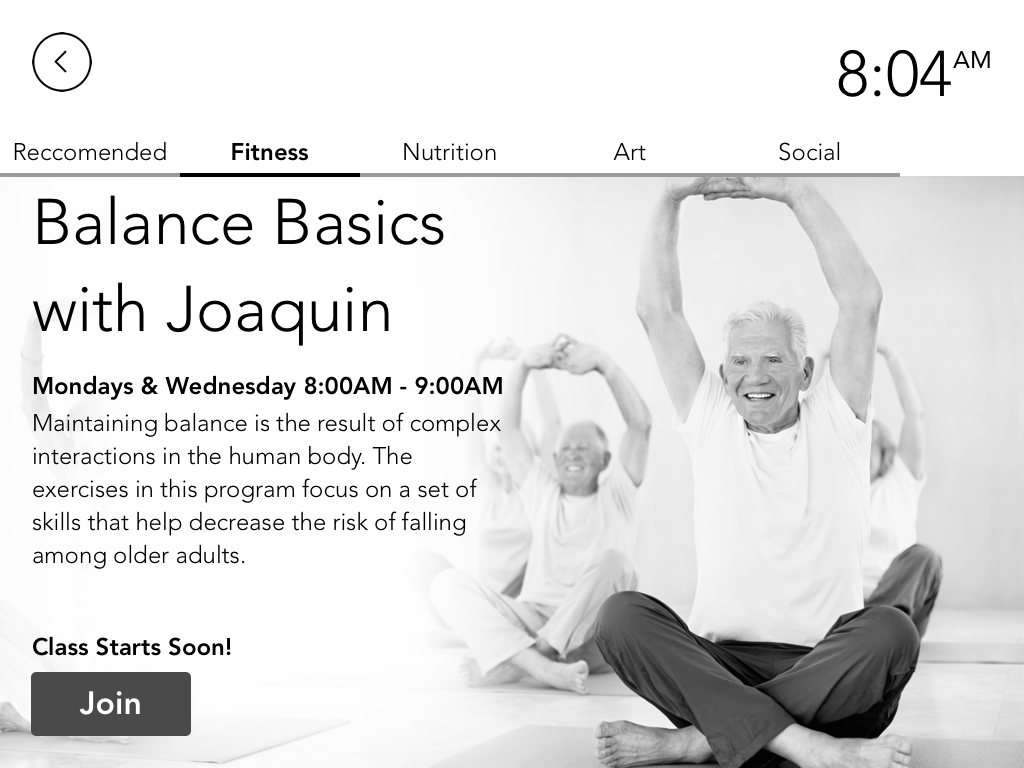 8:04 AM
Reccomended
Fitness
Nutrition
Art
Social
Balance Basics
with Joaquin
Mondays & Wednesday 8:00AM - 9:00AM
Maintaining balance is the result of complex
interactions in the human body. The
exercises in this program focus on a set of
skills that help decrease the risk of falling
among older adults.
Class Starts Soon!
Join